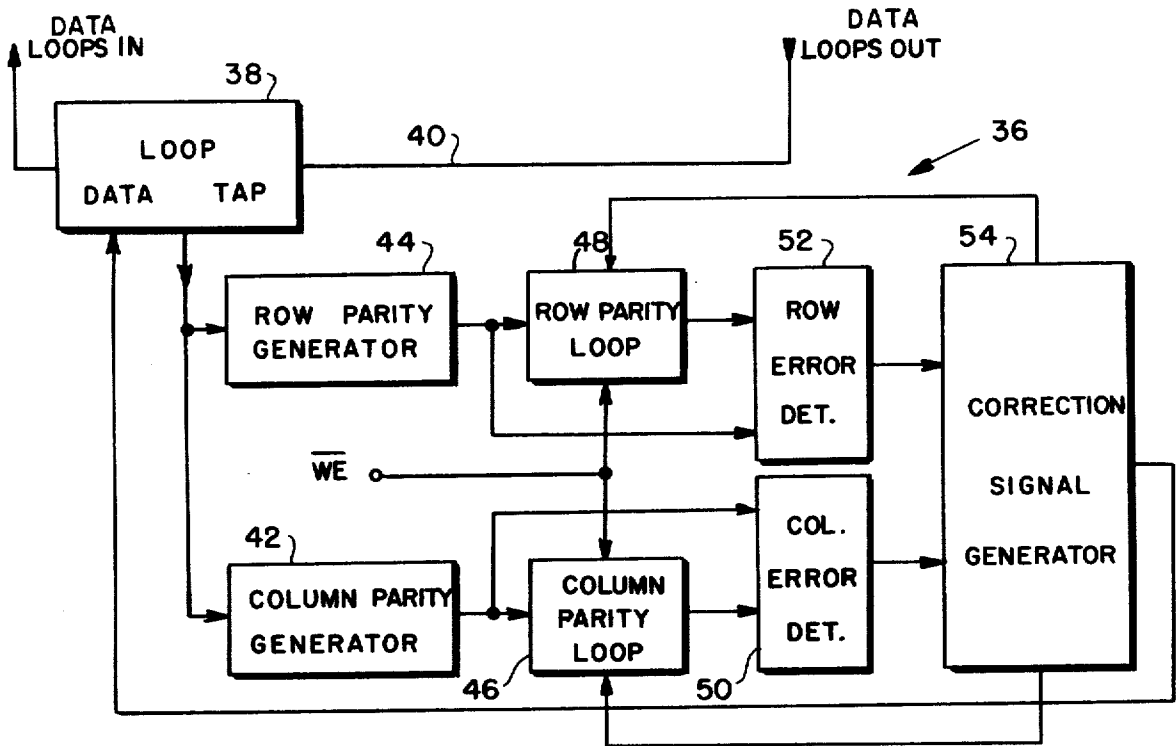 DATA
LOOPS IN
DATA
LOOPS OUT
38
40
36
LOOP
DATA TAP
44
48
52
54
ROW PARITY
GENERATOR
ROW PARITY
LOOP
ROW
ERROR
DET.
CORRECTION
SIGNAL
GENERATOR
W̅E̅
42
COLUMN PARITY
GENERATOR
COLUMN
PARITY
LOOP
COL.
ERROR
DET.
46
50